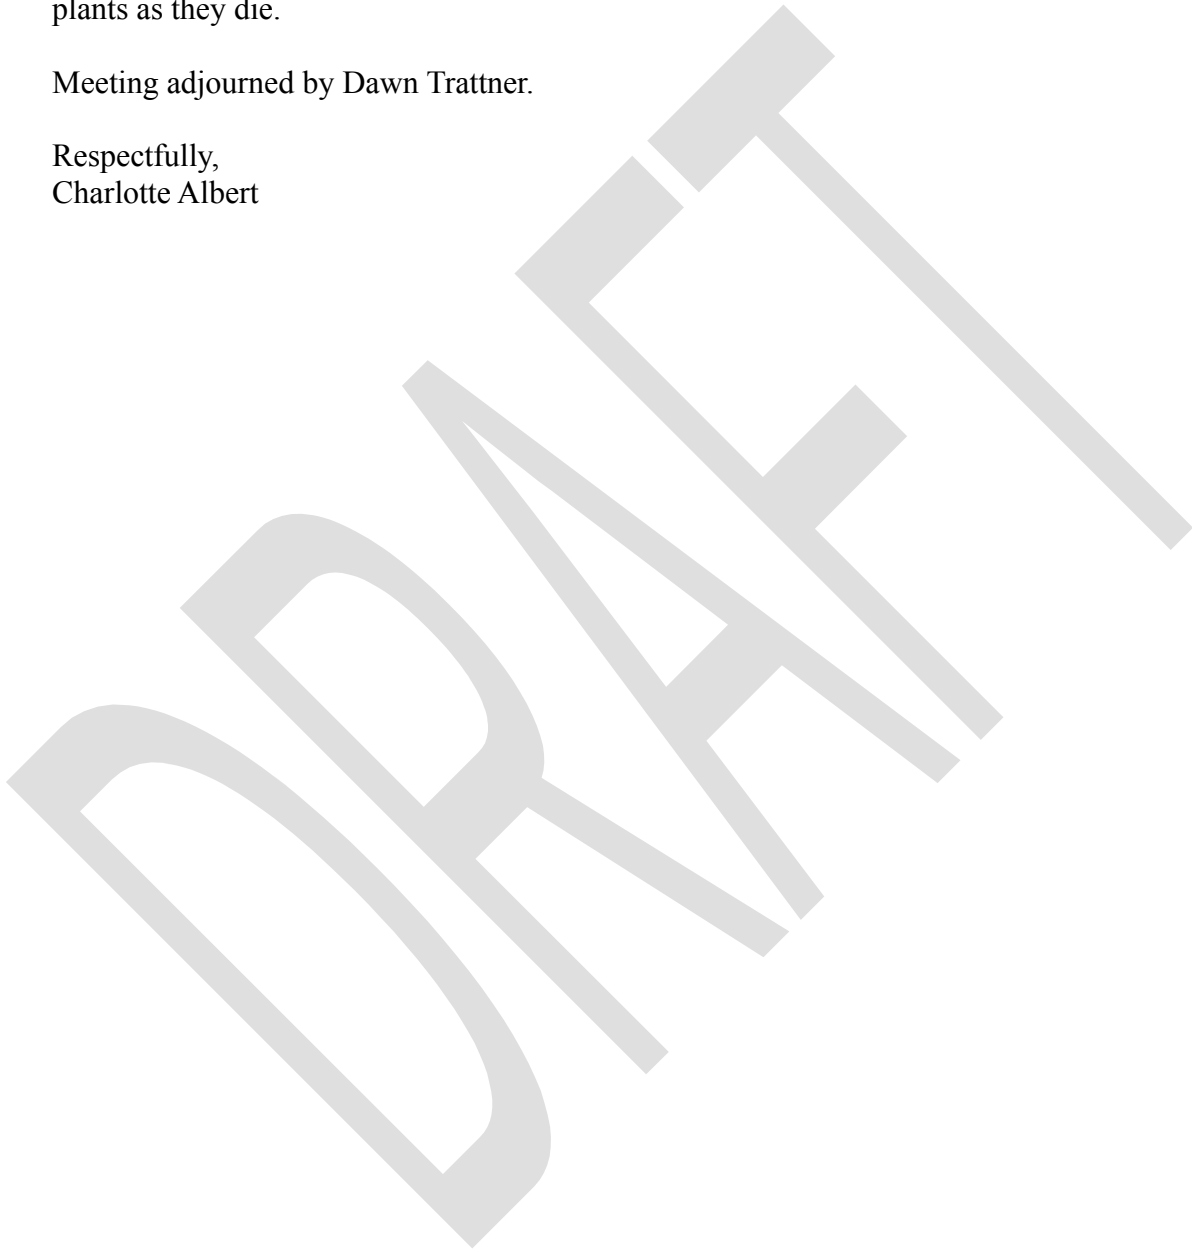 plants as they die.
Meeting adjourned by Dawn Trattner.
Respectfully,
Charlotte Albert
DRAFT